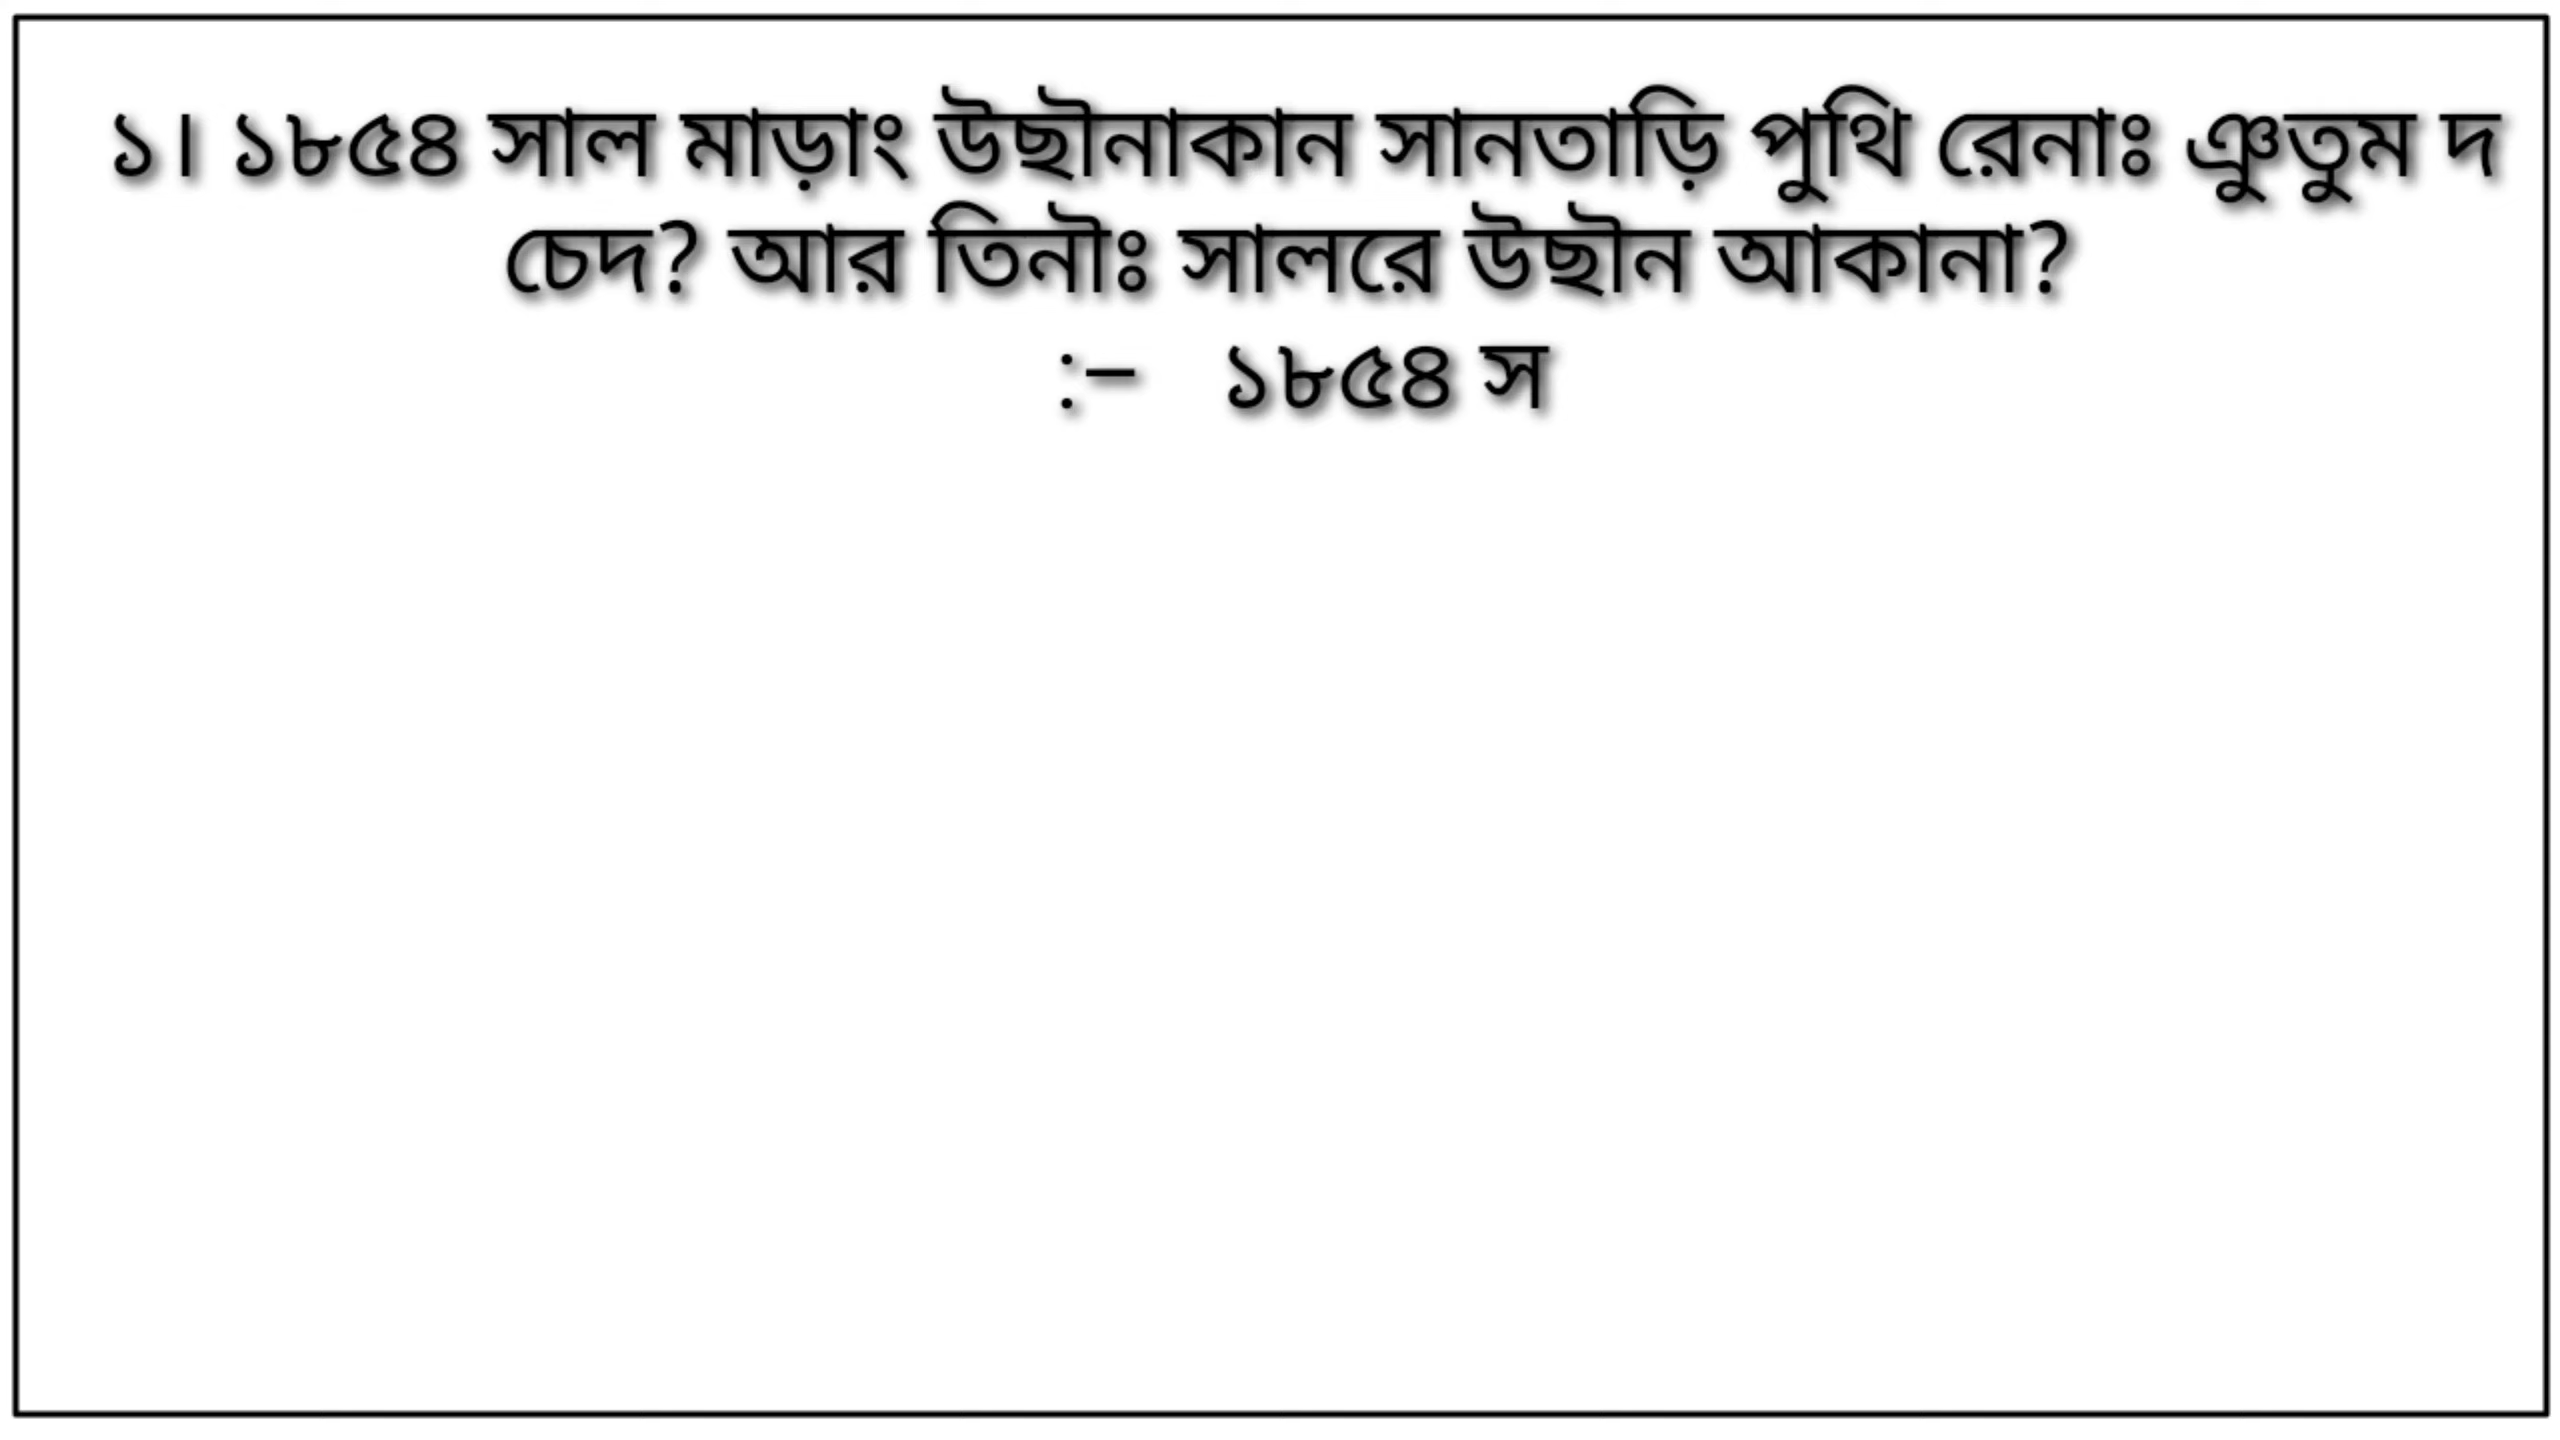 ১। ১৮৫৪ সাল মাড়াং উছীনাকান সানতাড়ি পুথি রেনাঃ ঞুতুম দ
চেদ? আর তিনীঃ সালরে উছীন আকানা?
:– ১৮৫৪ স